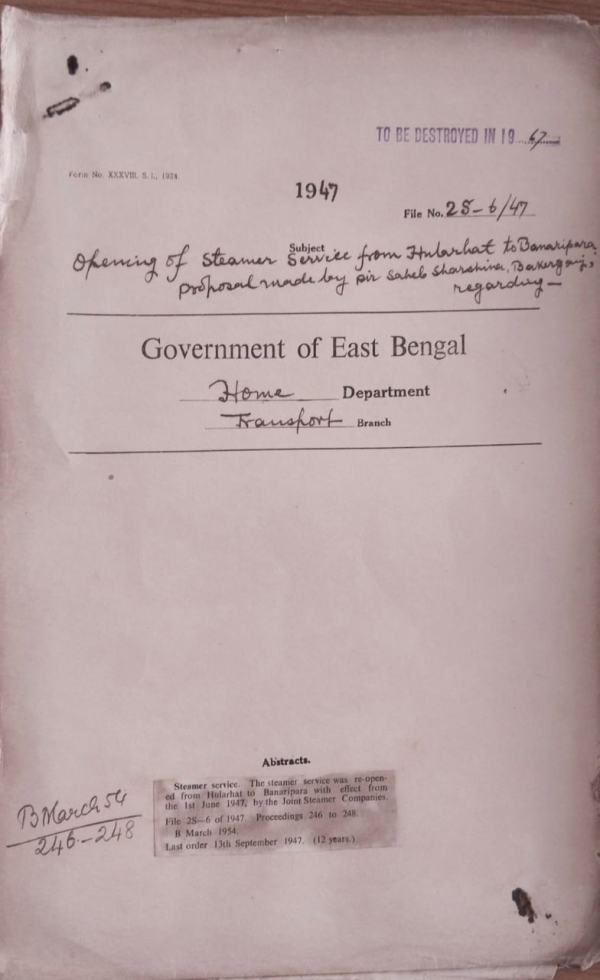 TO BE DESTROYED IN 19 67
Form No. XXXVIII, S. I., 1924
1947
File No. 2S-6/47
Subject
Opening of Steamer Service from Hularhat to Banaripara
proposal made by pir Saheb Sharshina, Bakerganj,
regarding —
Government of East Bengal
Home Department
Transport Branch
Abstracts.
Steamer service. The steamer service was re-open-
ed from Hularhat to Banaripara with effect from
the 1st June 1947, by the Joint Steamer Companies.
File 2S—6 of 1947. Proceedings 246 to 248.
B March 1954.
Last order 13th September 1947. (12 years.)
B March 54
246-248